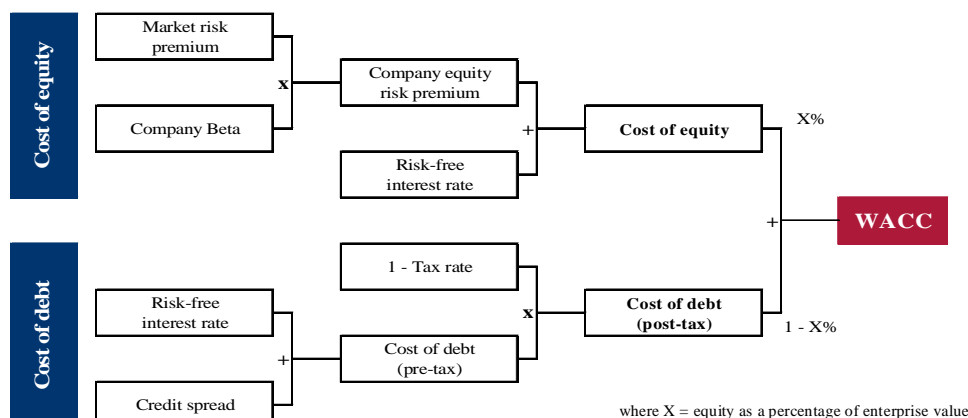 Cost of equity
Market risk
premium
x
Company equity
risk premium
Company Beta
+
Cost of equity
X%
Risk-free
interest rate
+
WACC
Cost of debt
1 - Tax rate
Risk-free
interest rate
x
Cost of debt
(post-tax)
1 - X%
+
Cost of debt
(pre-tax)
Credit spread
where X = equity as a percentage of enterprise value